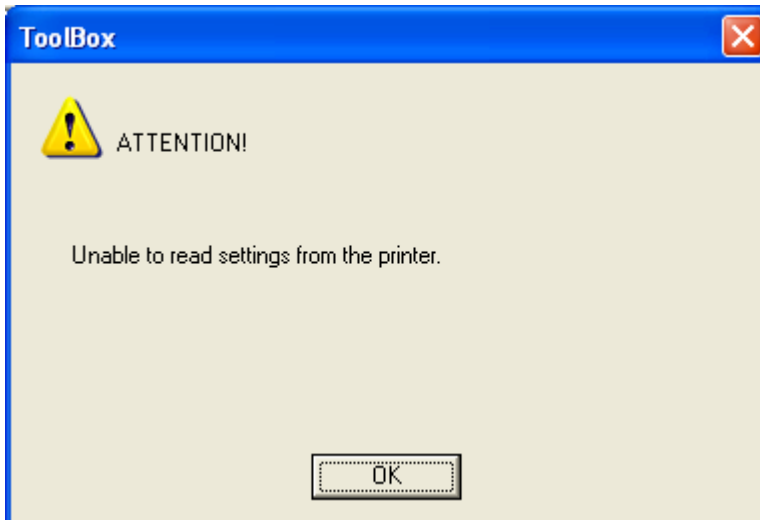 ToolBox
ATTENTION!
Unable to read settings from the printer.
OK